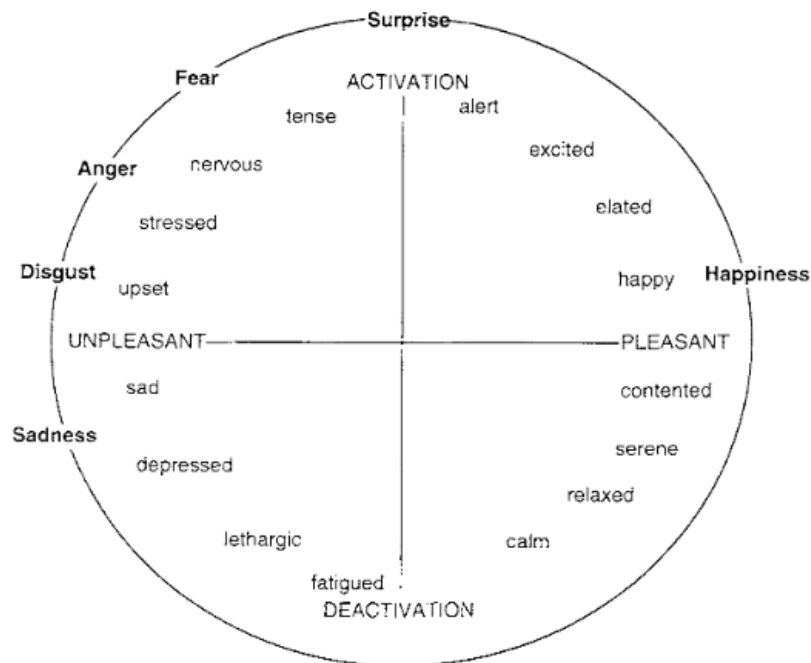 Surprise
Fear
ACTIVATION
tense
alert
excited
Anger
nervous
elated
stressed
Disgust
upset
happy
Happiness
UNPLEASANT
PLEASANT
sad
contented
Sadness
serene
depressed
relaxed
lethargic
calm
fatigued
DEACTIVATION